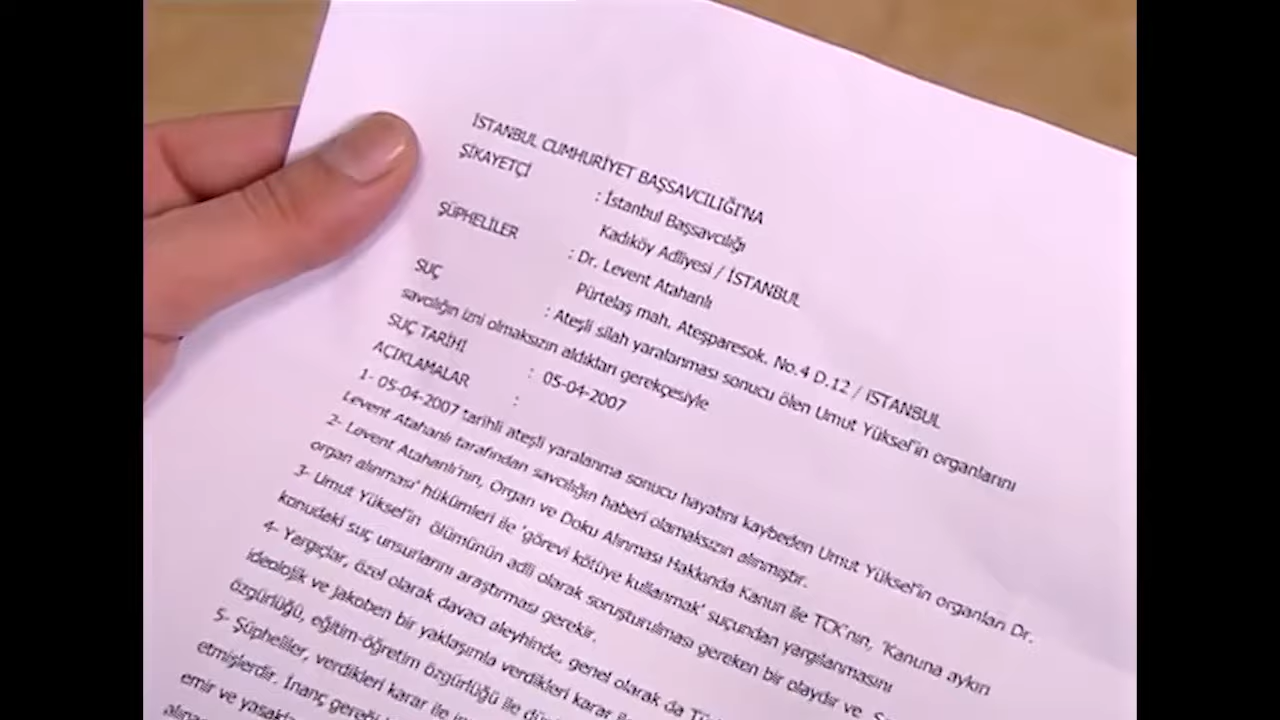 İSTANBUL CUMHURİYET BAŞSAVCILIĞI'NA
ŞİKAYETÇİ : İstanbul Başsavcılığı
Kadıköy Adliyesi / İSTANBUL
ŞÜPHELİLER : Dr. Levent Atahanlı
Pürtelaş mah. Ateşparesok. No.4 D.12 / ISTANBUL
SUÇ : Ateşli silah yaralanması sonucu ölen Umut Yüksel'in organlarını
savcılığın izni olmaksızın aldıkları gerekçesiyle
SUÇ TARİHİ : 05-04-2007
AÇIKLAMALAR :
1- 05-04-2007 tarihli ateşli yaralanma sonucu hayatını kaybeden Umut Yüksel'in organları Dr.
Levent Atahanlı tarafından savcılığın haberi olamaksızın alınmıştır.
2- Levent Atahanlı'nın, Organ ve Doku Alınması Hakkında Kanun ile TCK'nın, 'Kanuna aykırı
organ alınması' hükümleri ile 'görevi kötüye kullanmak' suçundan yargılanmasını
3- Umut Yüksel'in ölümünün adli olarak soruşturulması gereken bir olaydır ve
konudaki suç unsurlarını araştırması gerekir.
4- Yargıçlar, özel olarak davacı aleyhinde, genel olarak da
ideolojik ve jakoben bir yaklaşımla verdikleri karar
özgürlüğü, eğitim-öğretim özgürlüğü ile
5- Şüpheliler, verdikleri karar ile
etmişlerdir. İnanç gereği
emir ve